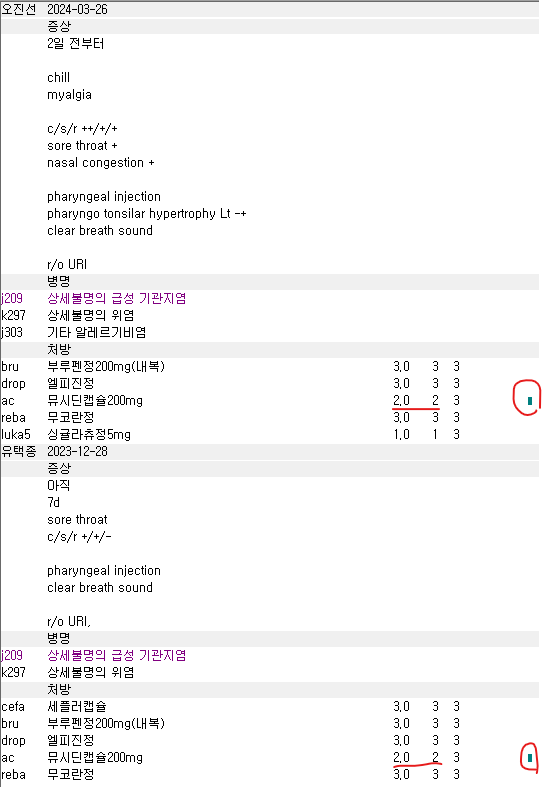 오진선 2024-03-26
증상
2일 전부터
chill
myalgia
c/s/r ++/+/+
sore throat +
nasal congestion +
pharyngeal injection
pharyngo tonsilar hypertrophy Lt -+
clear breath sound
r/o URI
병명
j209 상세불명의 급성 기관지염
k297 상세불명의 위염
j303 기타 알레르기비염
처방
bru 부루펜정200mg(내복) 3.0 3 3
drop 엘피진정 3.0 3 3
ac 뮤시딘캡슐200mg 2.0 2 3
reba 무코란정 3.0 3 3
luka5 싱귤라츄정5mg 1.0 1 3
유택종 2023-12-28
증상
아직
7d
sore throat
c/s/r +/+/-
pharyngeal injection
clear breath sound
r/o URI,
병명
j209 상세불명의 급성 기관지염
k297 상세불명의 위염
처방
cefa 세플러캡슐 3.0 3 3
bru 부루펜정200mg(내복) 3.0 3 3
drop 엘피진정 3.0 3 3
ac 뮤시딘캡슐200mg 2.0 2 3
reba 무코란정 3.0 3 3